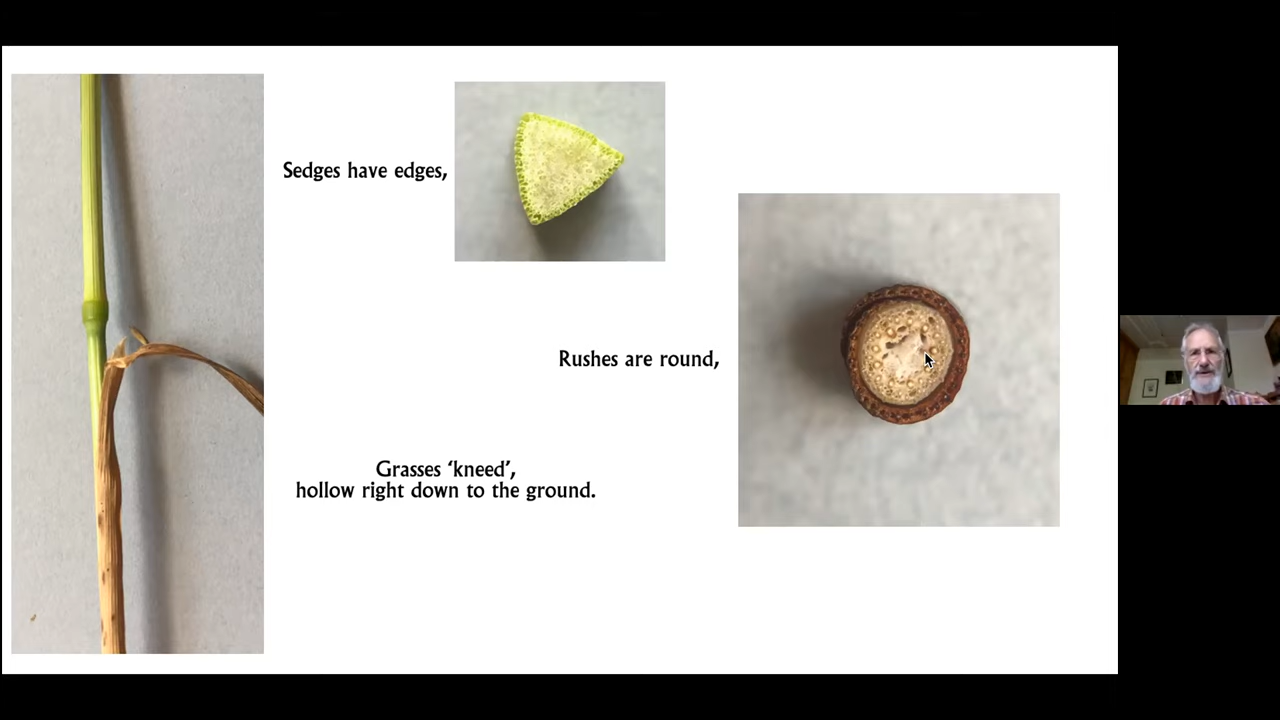 Sedges have edges,
Rushes are round,
Grasses ‘kneed’,
hollow right down to the ground.